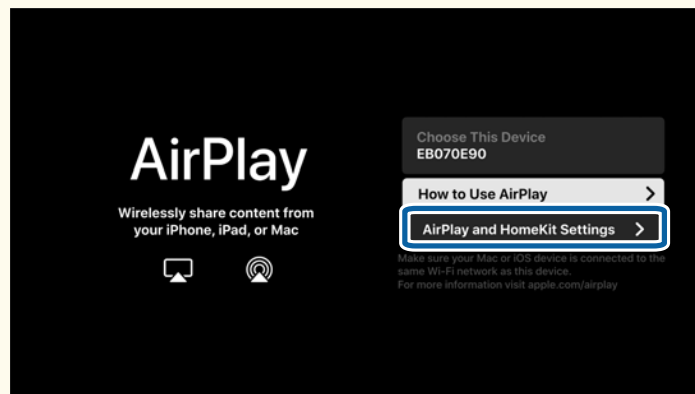 AirPlay
Wirelessly share content from
your iPhone, iPad, or Mac
Choose This Device
EB070E90
How to Use AirPlay
AirPlay and HomeKit Settings
Make sure your Mac or iOS device is connected to the
same Wi-Fi network as this device.
For more information visit apple.com/airplay